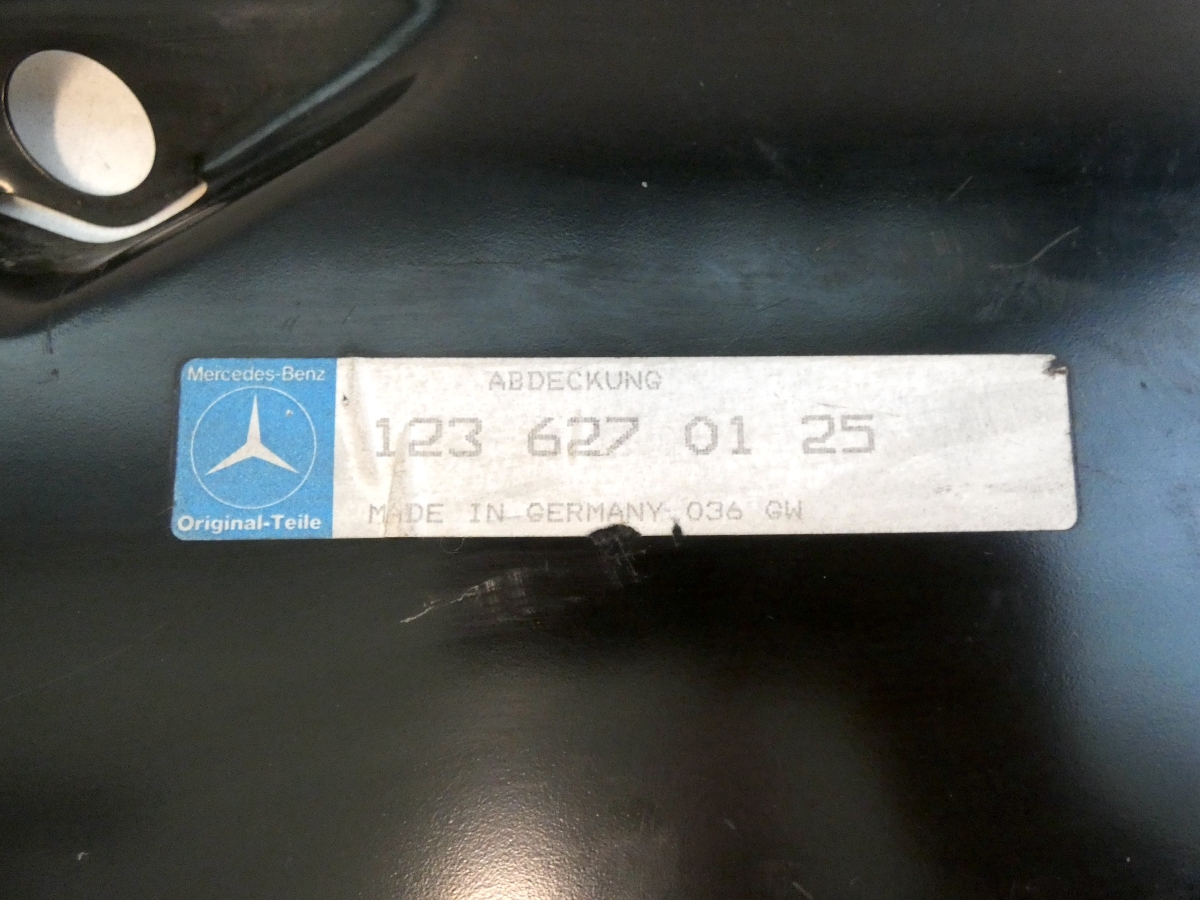 Mercedes-Benz
Original-Teile
ABDECKUNG
123 627 01 25
MADE IN GERMANY 036 GW